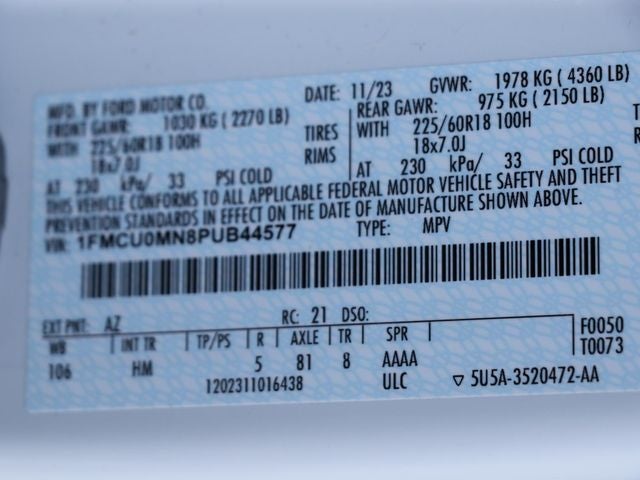 MFD. BY FORD MOTOR CO. DATE: 11/23 GVWR: 1978 KG ( 4360 LB)
FRONT GAWR: 1030 KG ( 2270 LB) REAR GAWR: 975 KG ( 2150 LB)
WITH 225/60R18 100H TIRES WITH 225/60R18 100H
18x7.0J RIMS 18x7.0J
AT 230 kPa/ 33 PSI COLD AT 230 kPa/ 33 PSI COLD
THIS VEHICLE CONFORMS TO ALL APPLICABLE FEDERAL MOTOR VEHICLE SAFETY AND THEFT
PREVENTION STANDARDS IN EFFECT ON THE DATE OF MANUFACTURE SHOWN ABOVE.
VIN: 1FMCU0MN8PUB44577 TYPE: MPV
EXT PNT: AZ RC: 21 DSO:
WB INT TR TP/PS R AXLE TR SPR F0050
106 HM 5 81 8 AAAA T0073
1202311016438 ULC ▽ 5U5A-3520472-AA